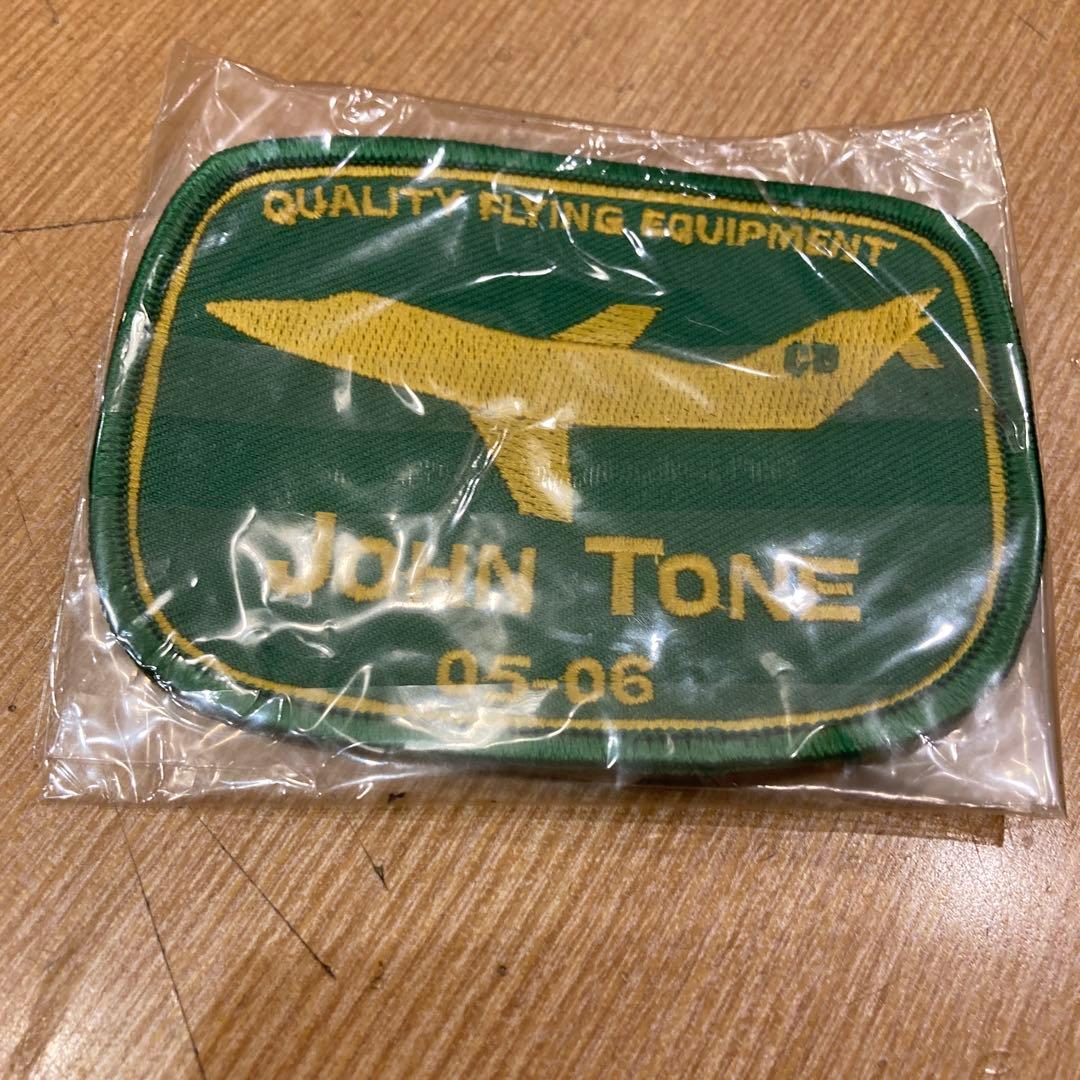 QUALITY FLYING EQUIPMENT
JOHN TONE
05-06